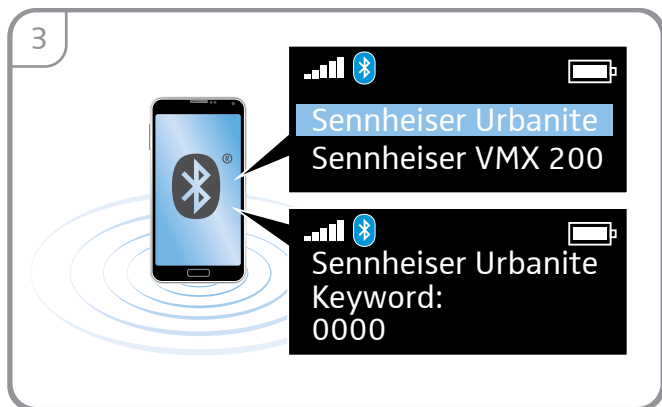 3
®
Sennheiser Urbanite
Sennheiser VMX 200
Sennheiser Urbanite
Keyword:
0000